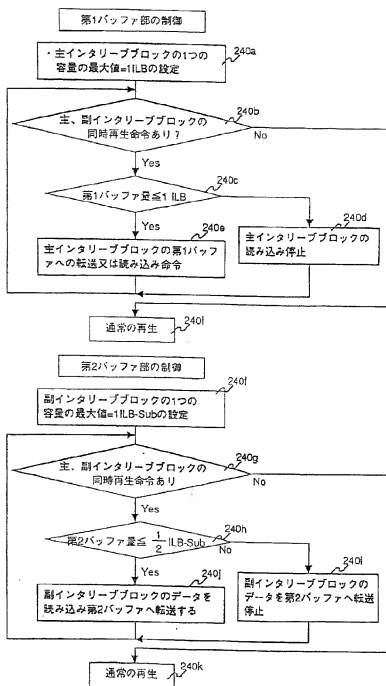 第1バッファ部の制御
240a
・主インタリーブブロックの1つの
容量の最大値=1ILBの設定
240b
主、副インタリーブブロックの
同時再生命令あり?
No
Yes
240c
第1バッファ量≦1 ILB
Yes
240e
240d
主インタリーブブロックの第1バッ
ファへの転送又は読み込み命令
主インタリーブブロックの
読み込み停止
通常の再生
240l
第2バッファ部の制御
240f
副インタリーブブロックの1つの
容量の最大値=1ILB-Subの設定
240g
主、副インタリーブブロックの
同時再生命令あり
No
Yes
240h
第2バッファ量≦ 1/2 ILB-Sub
No
Yes
240j
240i
副インタリーブブロックのデータを
読み込み第2バッファへ転送する
副インタリーブブロックの
データを第2バッファへ転送
停止
通常の再生
240k